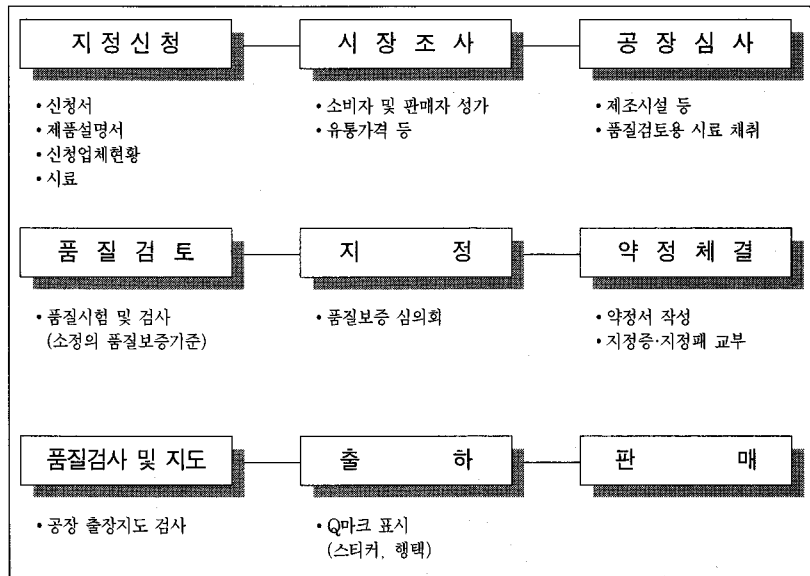 지정신청
시장조사
공장심사
• 신청서
• 제품설명서
• 신청업체현황
• 시료
• 소비자 및 판매자 성가
• 유통가격 등
• 제조시설 등
• 품질검토용 시료 채취
품질검토
지 정
약정체결
• 품질시험 및 검사
(소정의 품질보증기준)
• 품질보증 심의회
• 약정서 작성
• 지정증·지정패 교부
품질검사 및 지도
출 하
판 매
• 공장 출장지도 검사
• Q마크 표시
(스티커, 행택)